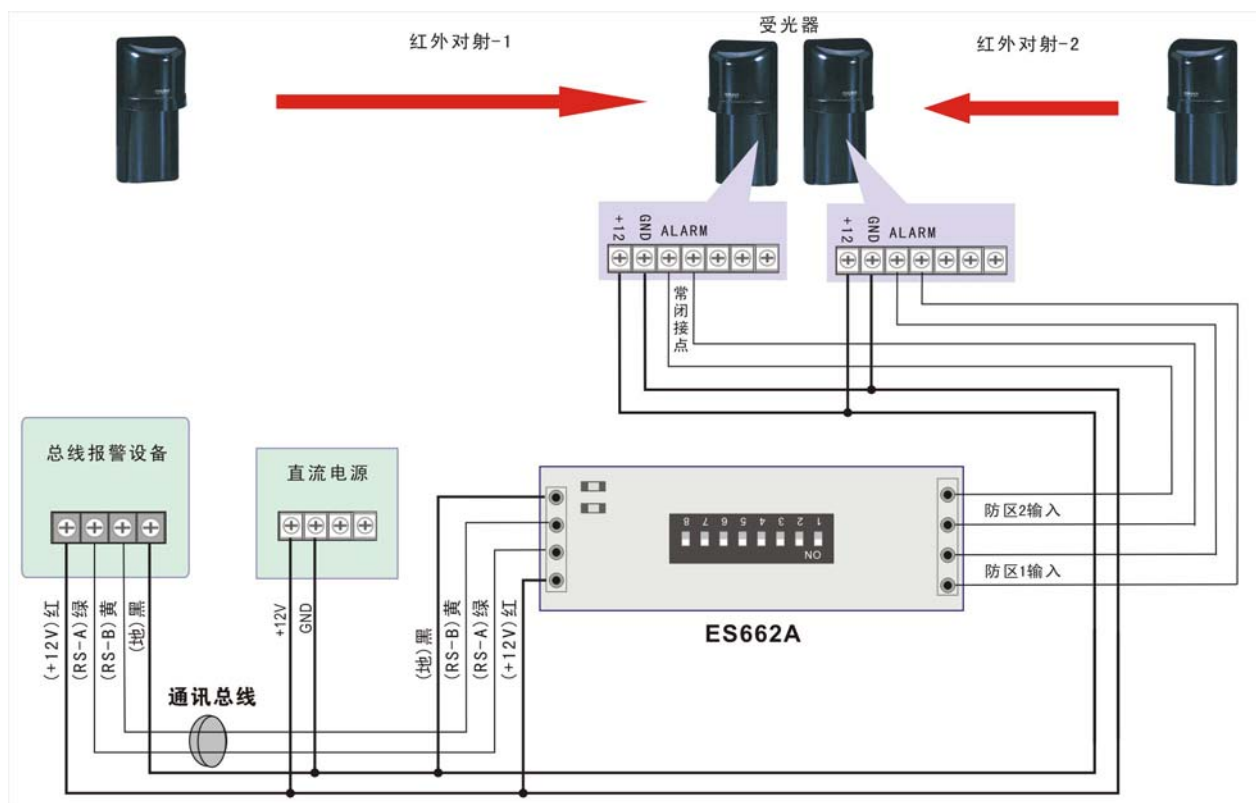 受光器
红外对射-1
红外对射-2
+12
GND
ALARM
+12
GND
ALARM
常闭接点
总线报警设备
直流电源
防区2输入
防区1输入
8 7 6 5 4 3 2 1
ON
ES662A
(+12V)红
(RS-A)绿
(RS-B)黄
(地)黑
+12V
GND
(地)黑
(RS-B)黄
(RS-A)绿
(+12V)红
通讯总线